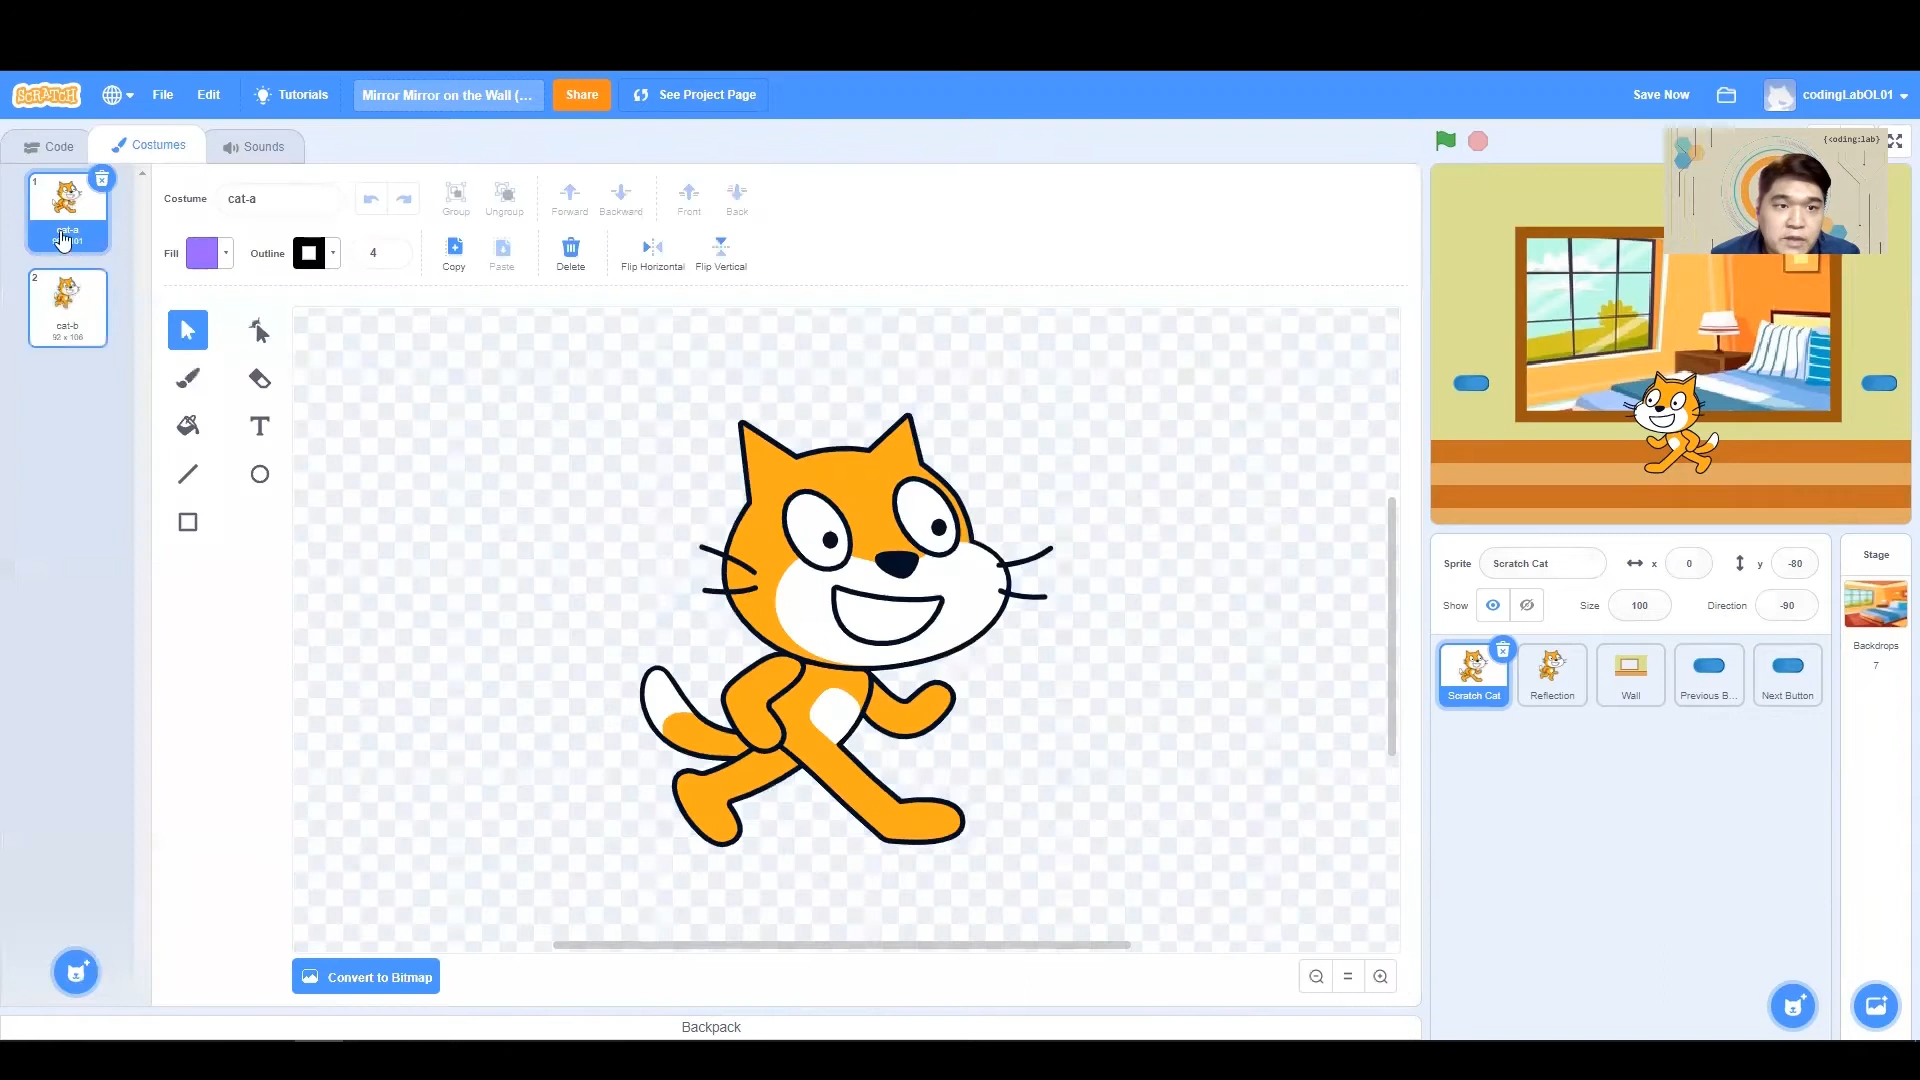 SCRATCH File Edit Tutorials Mirror Mirror on the Wall (... Share See Project Page Save Now codingLabOL01
Code Costumes Sounds
{<coding:lab}
1
cat-a
2
cat-b
92 x 106
Costume cat-a Group Ungroup Forward Backward Front Back
Fill Outline 4 Copy Paste Delete Flip Horizontal Flip Vertical
T
Convert to Bitmap
Backpack
Sprite Scratch Cat x 0 y -80
Show Size 100 Direction -90
Scratch Cat Reflection Wall Previous B... Next Button
Stage
Backdrops
7